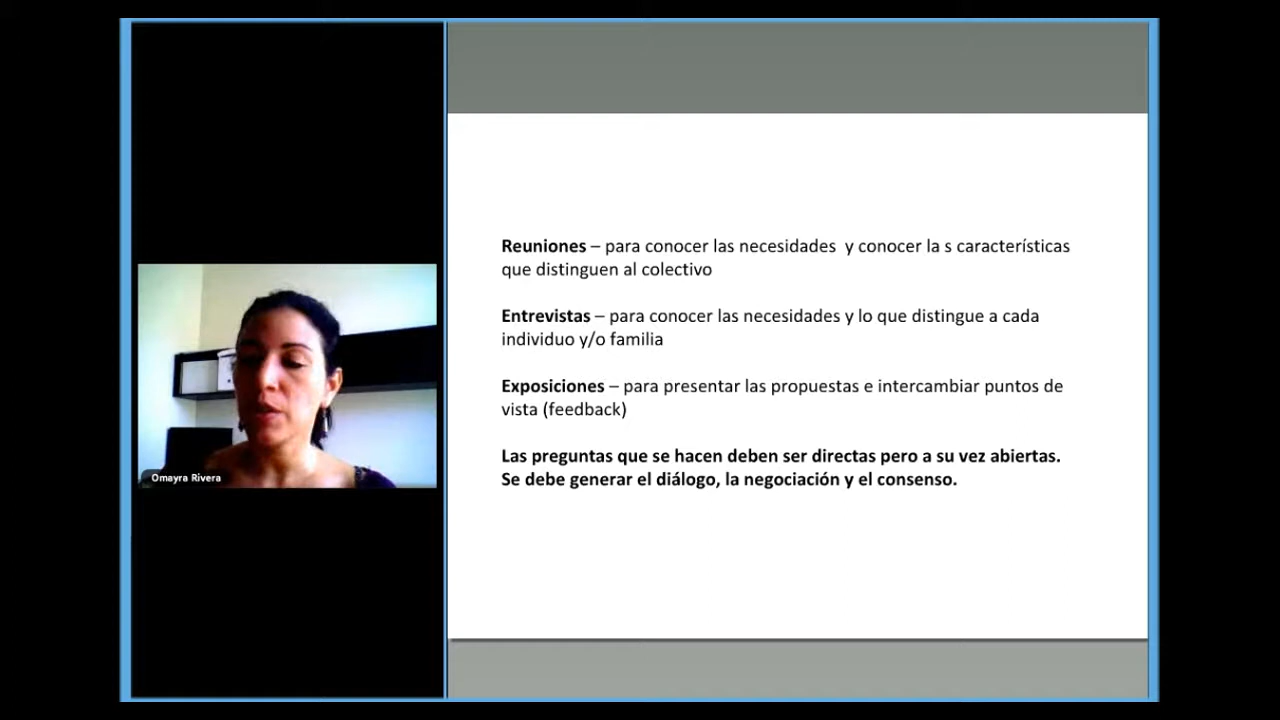 Reuniones – para conocer las necesidades  y conocer la s características
que distinguen al colectivo
Entrevistas – para conocer las necesidades y lo que distingue a cada
individuo y/o familia
Exposiciones – para presentar las propuestas e intercambiar puntos de
vista (feedback)
Las preguntas que se hacen deben ser directas pero a su vez abiertas.
Se debe generar el diálogo, la negociación y el consenso.
Omayra Rivera